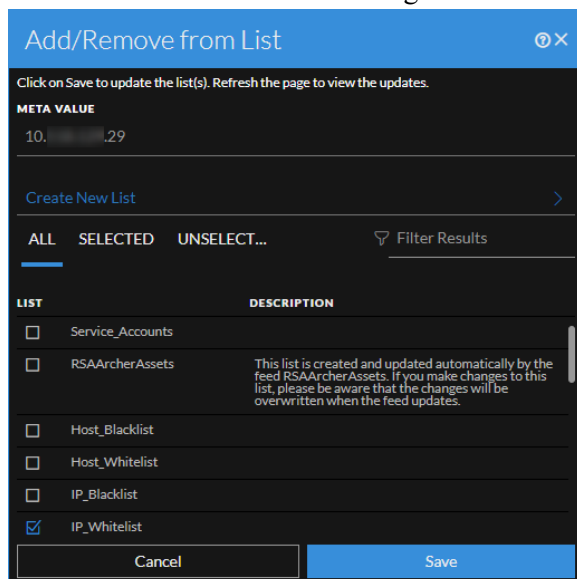 Add/Remove from List
Click on Save to update the list(s). Refresh the page to view the updates.
META VALUE
10. .29
Create New List
ALL SELECTED UNSELECT... Filter Results
LIST DESCRIPTION
Service_Accounts
RSAArcherAssets This list is created and updated automatically by the
feed RSAArcherAssets. If you make changes to this
list, please be aware that the changes will be
overwritten when the feed updates.
Host_Blacklist
Host_Whitelist
IP_Blacklist
IP_Whitelist
Cancel Save